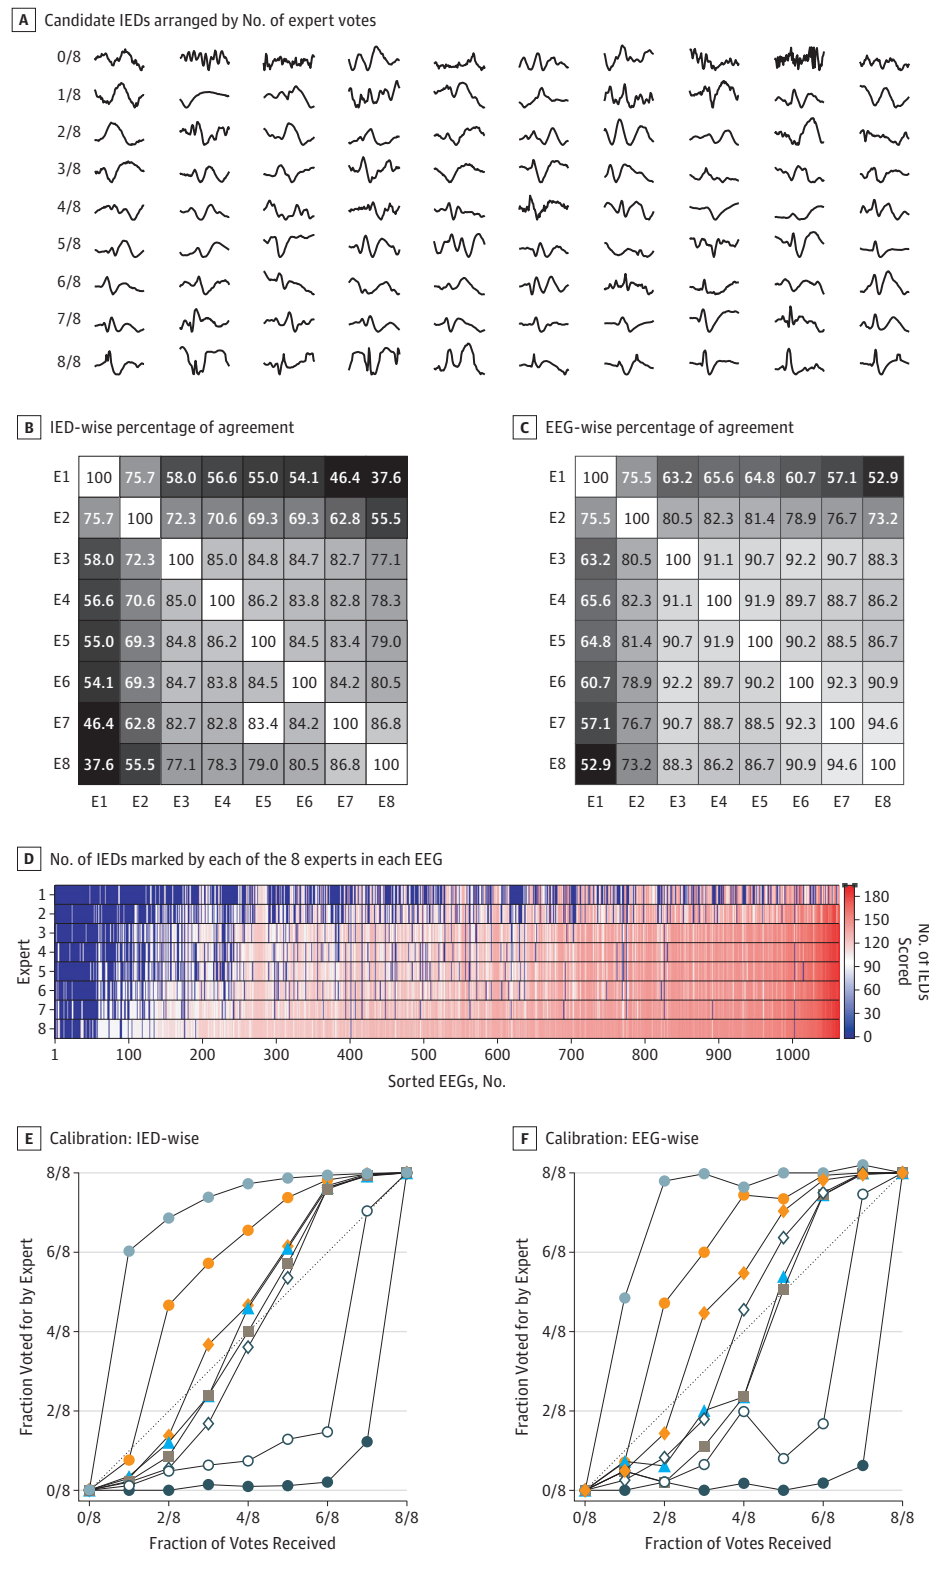 A Candidate IEDs arranged by No. of expert votes
0/8
1/8
2/8
3/8
4/8
5/8
6/8
7/8
8/8
B IED-wise percentage of agreement
E1 100 75.7 58.0 56.6 55.0 54.1 46.4 37.6
E2 75.7 100 72.3 70.6 69.3 69.3 62.8 55.5
E3 58.0 72.3 100 85.0 84.8 84.7 82.7 77.1
E4 56.6 70.6 85.0 100 86.2 83.8 82.8 78.3
E5 55.0 69.3 84.8 86.2 100 84.5 83.4 79.0
E6 54.1 69.3 84.7 83.8 84.5 100 84.2 80.5
E7 46.4 62.8 82.7 82.8 83.4 84.2 100 86.8
E8 37.6 55.5 77.1 78.3 79.0 80.5 86.8 100
E1 E2 E3 E4 E5 E6 E7 E8
C EEG-wise percentage of agreement
E1 100 75.5 63.2 65.6 64.8 60.7 57.1 52.9
E2 75.5 100 80.5 82.3 81.4 78.9 76.7 73.2
E3 63.2 80.5 100 91.1 90.7 92.2 90.7 88.3
E4 65.6 82.3 91.1 100 91.9 89.7 88.7 86.2
E5 64.8 81.4 90.7 91.9 100 90.2 88.5 86.7
E6 60.7 78.9 92.2 89.7 90.2 100 92.3 90.9
E7 57.1 76.7 90.7 88.7 88.5 92.3 100 94.6
E8 52.9 73.2 88.3 86.2 86.7 90.9 94.6 100
E1 E2 E3 E4 E5 E6 E7 E8
D No. of IEDs marked by each of the 8 experts in each EEG
Expert
1
2
3
4
5
6
7
8
1 100 200 300 400 500 600 700 800 900 1000
Sorted EEGs, No.
180
150
120
90
60
30
0
No. of IEDs
Scored
E Calibration: IED-wise
Fraction Voted for by Expert
8/8
6/8
4/8
2/8
0/8
0/8 2/8 4/8 6/8 8/8
Fraction of Votes Received
F Calibration: EEG-wise
Fraction Voted for by Expert
8/8
6/8
4/8
2/8
0/8
0/8 2/8 4/8 6/8 8/8
Fraction of Votes Received